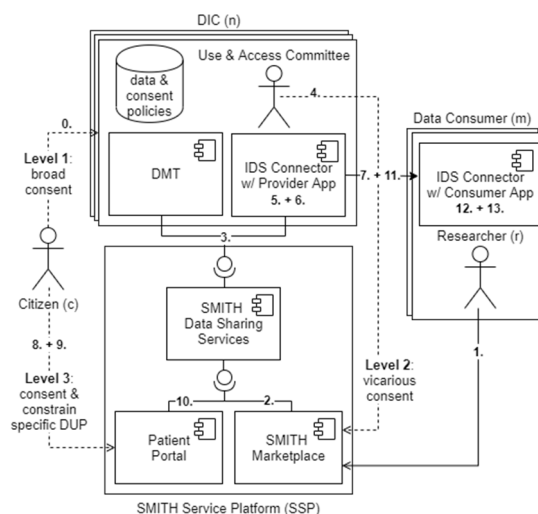 DIC (n)
Use & Access Committee
data &
consent
policies
4.
0.
Data Consumer (m)
Level 1:
broad
consent
DMT
IDS Connector
w/ Provider App
5. + 6.
7. + 11.
IDS Connector
w/ Consumer App
12. + 13.
Researcher (r)
3.
Citizen (c)
SMITH
Data Sharing
Services
8. + 9.
1.
Level 3:
consent &
constrain
specific DUP
Level 2:
vicarious
consent
10.
2.
Patient
Portal
SMITH
Marketplace
SMITH Service Platform (SSP)